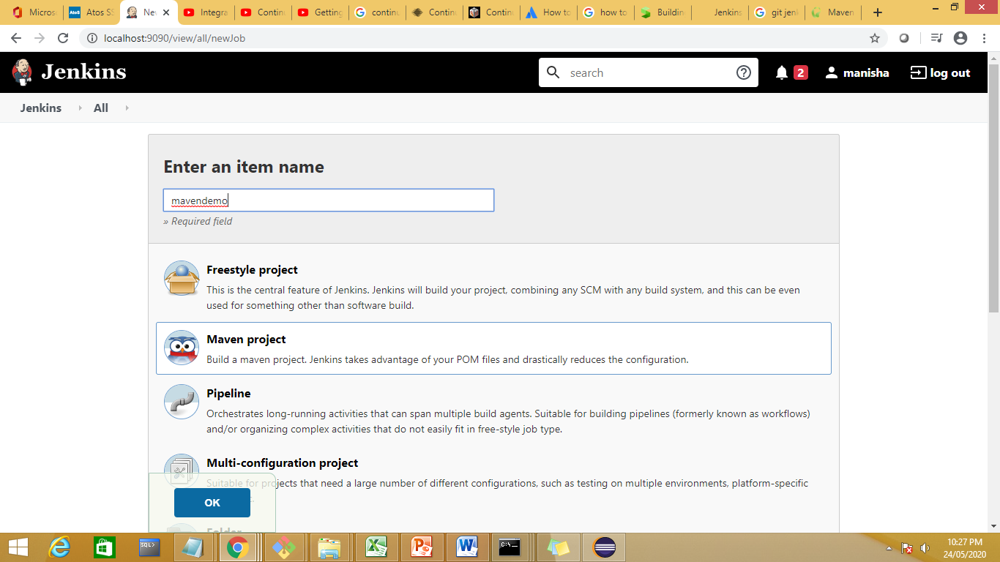 Micros
Atos SS
Nev
Integra
Contin
Getting
continu
Continu
Contin
How to
how to
Buildin
Jenkins
git jenk
Maven
localhost:9090/view/all/newJob
Jenkins
search
2
manisha
log out
Jenkins
All
Enter an item name
mavendemo
» Required field
Freestyle project
This is the central feature of Jenkins. Jenkins will build your project, combining any SCM with any build system, and this can be even
used for something other than software build.
Maven project
Build a maven project. Jenkins takes advantage of your POM files and drastically reduces the configuration.
Pipeline
Orchestrates long-running activities that can span multiple build agents. Suitable for building pipelines (formerly known as workflows)
and/or organizing complex activities that do not easily fit in free-style job type.
Multi-configuration project
Suitable for projects that need a large number of different configurations, such as testing on multiple environments, platform-specific
OK
Folder
SQL>
C:\_
10:27 PM
24/05/2020